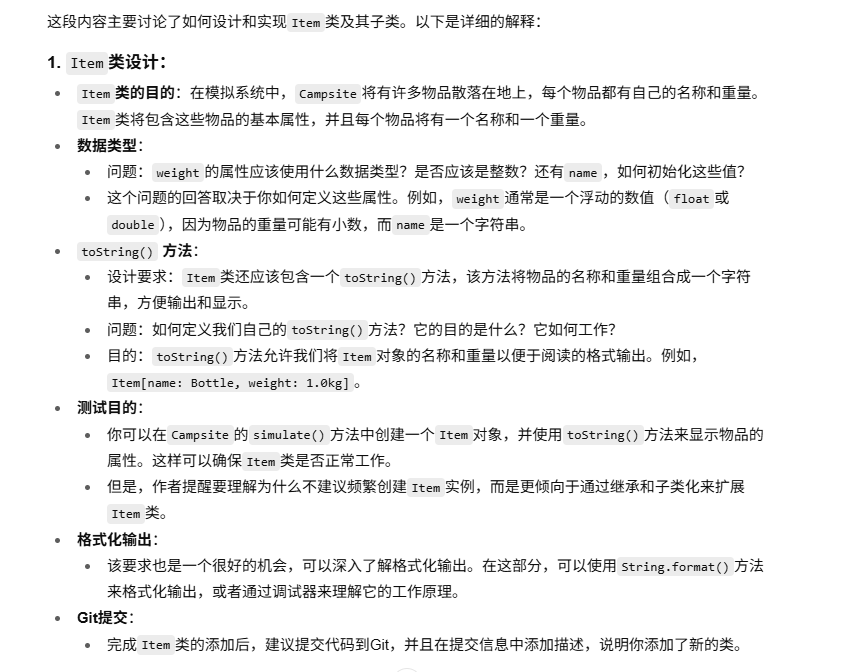 这段内容主要讨论了如何设计和实现 Item 类及其子类。以下是详细的解释：
1. Item 类设计：
Item 类的目的：在模拟系统中， Campsite 将有许多物品散落在地上，每个物品都有自己的名称和重量。
Item 类将包含这些物品的基本属性，并且每个物品将有一个名称和一个重量。
数据类型：
问题： weight 的属性应该使用什么数据类型？是否应该是整数？还有 name ，如何初始化这些值？
这个问题的回答取决于你如何定义这些属性。例如， weight 通常是一个浮动的数值（ float 或
double ），因为物品的重量可能有小数，而 name 是一个字符串。
toString() 方法：
设计要求： Item 类还应该包含一个 toString() 方法，该方法将物品的名称和重量组合成一个字符
串，方便输出和显示。
问题：如何定义我们自己的 toString() 方法？它的目的是什么？它如何工作？
目的： toString() 方法允许我们将 Item 对象的名称和重量以便于阅读的格式输出。例如，
Item[name: Bottle, weight: 1.0kg] 。
测试目的：
你可以在 Campsite 的 simulate() 方法中创建一个 Item 对象，并使用 toString() 方法来显示物品的
属性。这样可以确保 Item 类是否正常工作。
但是，作者提醒要理解为什么不建议频繁创建 Item 实例，而是更倾向于通过继承和子类化来扩展
Item 类。
格式化输出：
该要求也是一个很好的机会，可以深入了解格式化输出。在这部分，可以使用 String.format() 方法
来格式化输出，或者通过调试器来理解它的工作原理。
Git提交：
完成 Item 类的添加后，建议提交代码到Git，并且在提交信息中添加描述，说明你添加了新的类。